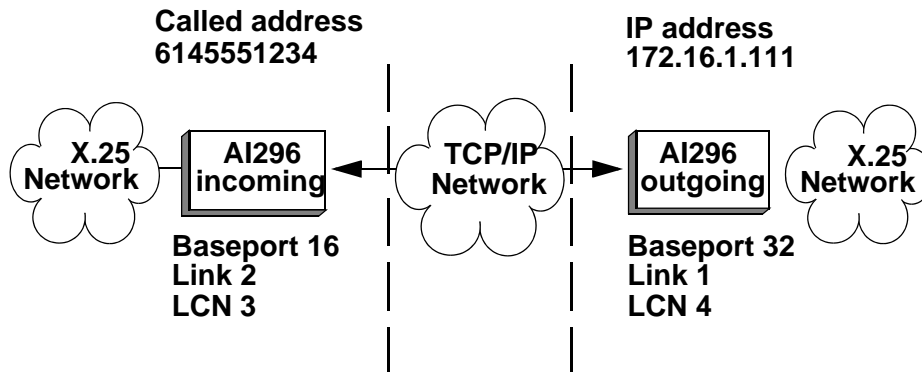 Called address
6145551234
IP address
172.16.1.111
X.25
Network
AI296
incoming
TCP/IP
Network
AI296
outgoing
X.25
Network
Baseport 16
Link 2
LCN 3
Baseport 32
Link 1
LCN 4